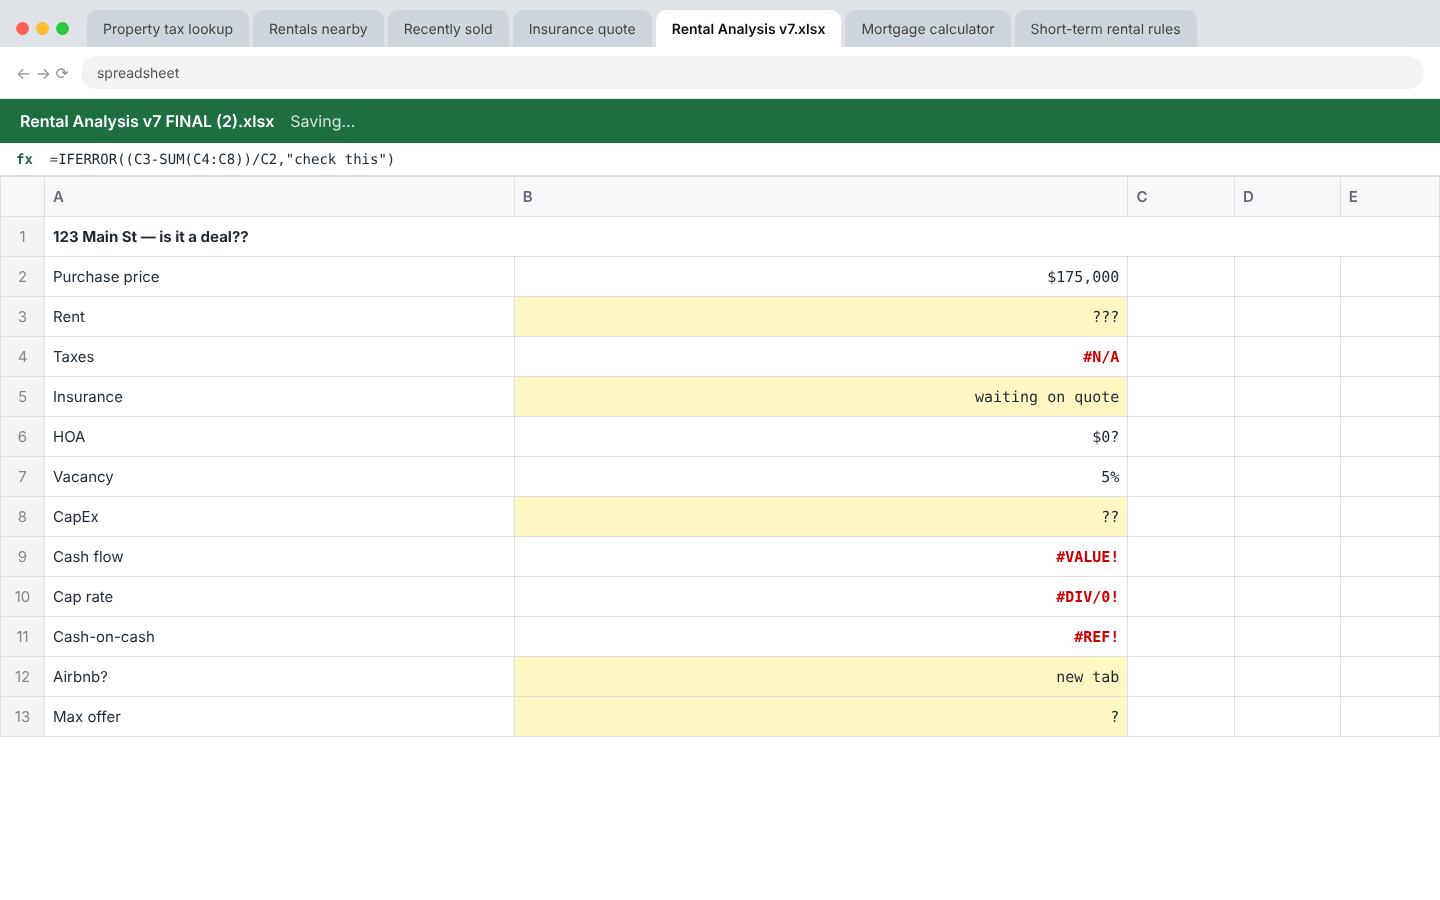 Property tax lookup
Rentals nearby
Recently sold
Insurance quote
Rental Analysis v7.xlsx
Mortgage calculator
Short-term rental rules
spreadsheet
Rental Analysis v7 FINAL (2).xlsx Saving...
fx =IFERROR((C3-SUM(C4:C8))/C2,"check this")
A B C D E
1 123 Main St — is it a deal??
2 Purchase price $175,000
3 Rent ???
4 Taxes #N/A
5 Insurance waiting on quote
6 HOA $0?
7 Vacancy 5%
8 CapEx ??
9 Cash flow #VALUE!
10 Cap rate #DIV/0!
11 Cash-on-cash #REF!
12 Airbnb? new tab
13 Max offer ?